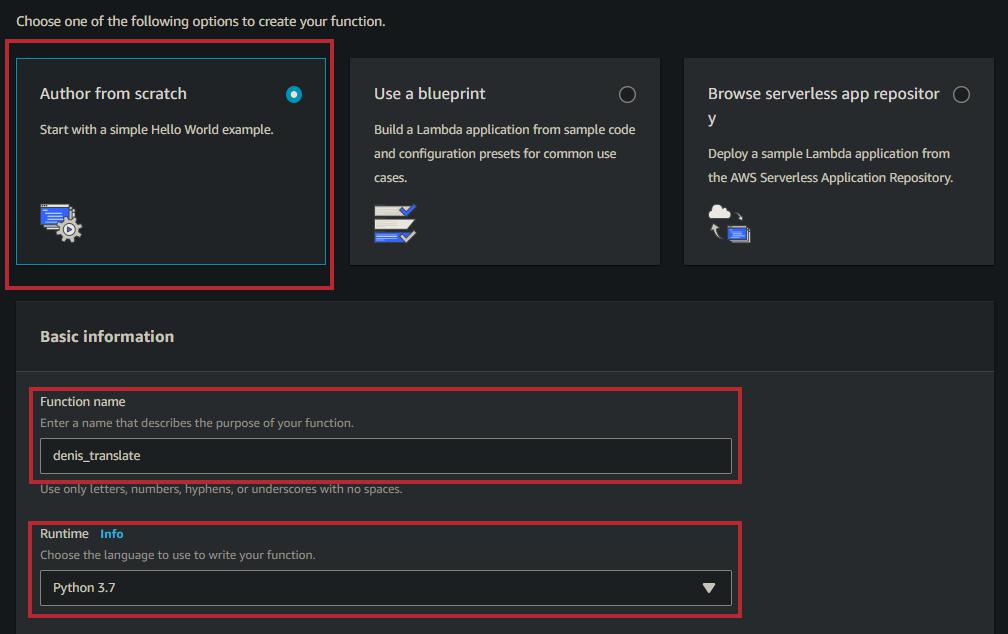 Choose one of the following options to create your function.
Author from scratch
Start with a simple Hello World example.
Use a blueprint
Build a Lambda application from sample code
and configuration presets for common use
cases.
Browse serverless app repositor
y
Deploy a sample Lambda application from
the AWS Serverless Application Repository.
Basic information
Function name
Enter a name that describes the purpose of your function.
denis_translate
Use only letters, numbers, hyphens, or underscores with no spaces.
Runtime Info
Choose the language to use to write your function.
Python 3.7